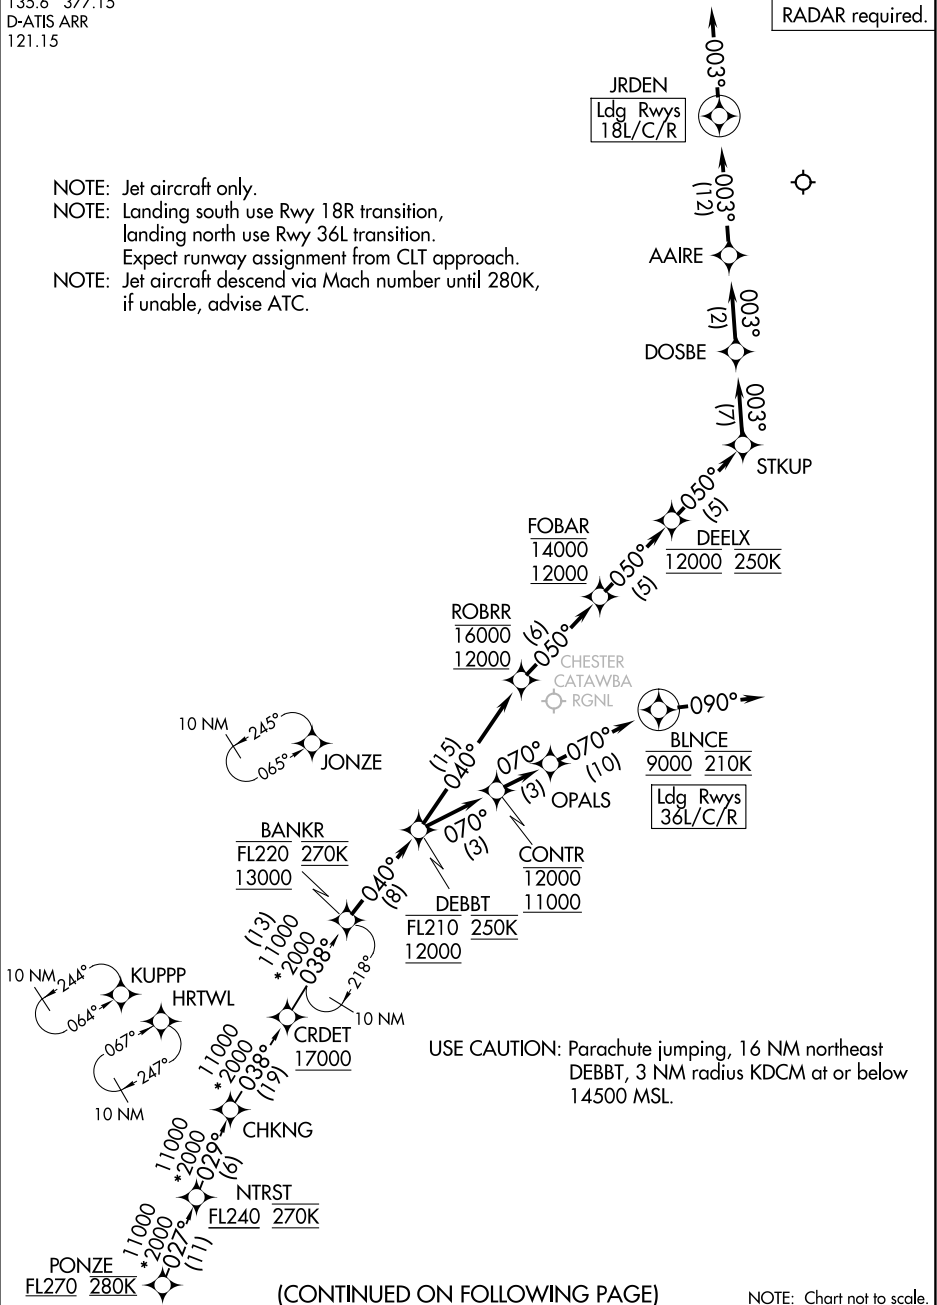 135.6 377.15
D-ATIS ARR
121.15
RADAR required.
003°
JRDEN
Ldg Rwys
18L/C/R
NOTE: Jet aircraft only.
NOTE: Landing south use Rwy 18R transition,
landing north use Rwy 36L transition.
Expect runway assignment from CLT approach.
NOTE: Jet aircraft descend via Mach number until 280K,
if unable, advise ATC.
003°
(12)
AAIRE
003°
(2)
DOSBE
003°
(7)
STKUP
050°
(5)
DEELX
12000 250K
FOBAR
14000
12000
050°
(5)
ROBRR
16000
12000
(6)
050°
CHESTER
CATAWBA
RGNL
090°
BLNCE
9000 210K
Ldg Rwys
36L/C/R
10 NM
245°
065°
JONZE
(15)
040°
070°
(10)
OPALS
070°
(3)
070°
(3)
CONTR
12000
11000
BANKR
FL220 270K
13000
040°
(8)
DEBBT
FL210 250K
12000
(13)
11000
*2000
038°
218°
10 NM
10 NM
244°
064°
KUPPP
HRTWL
067°
247°
10 NM
CRDET
17000
USE CAUTION: Parachute jumping, 16 NM northeast
DEBBT, 3 NM radius KDCM at or below
14500 MSL.
11000
*2000
038°
(19)
CHKNG
11000
*2000
029°
(6)
NTRST
FL240 270K
11000
*2000
027°
(11)
PONZE
FL270 280K
(CONTINUED ON FOLLOWING PAGE)
NOTE: Chart not to scale.